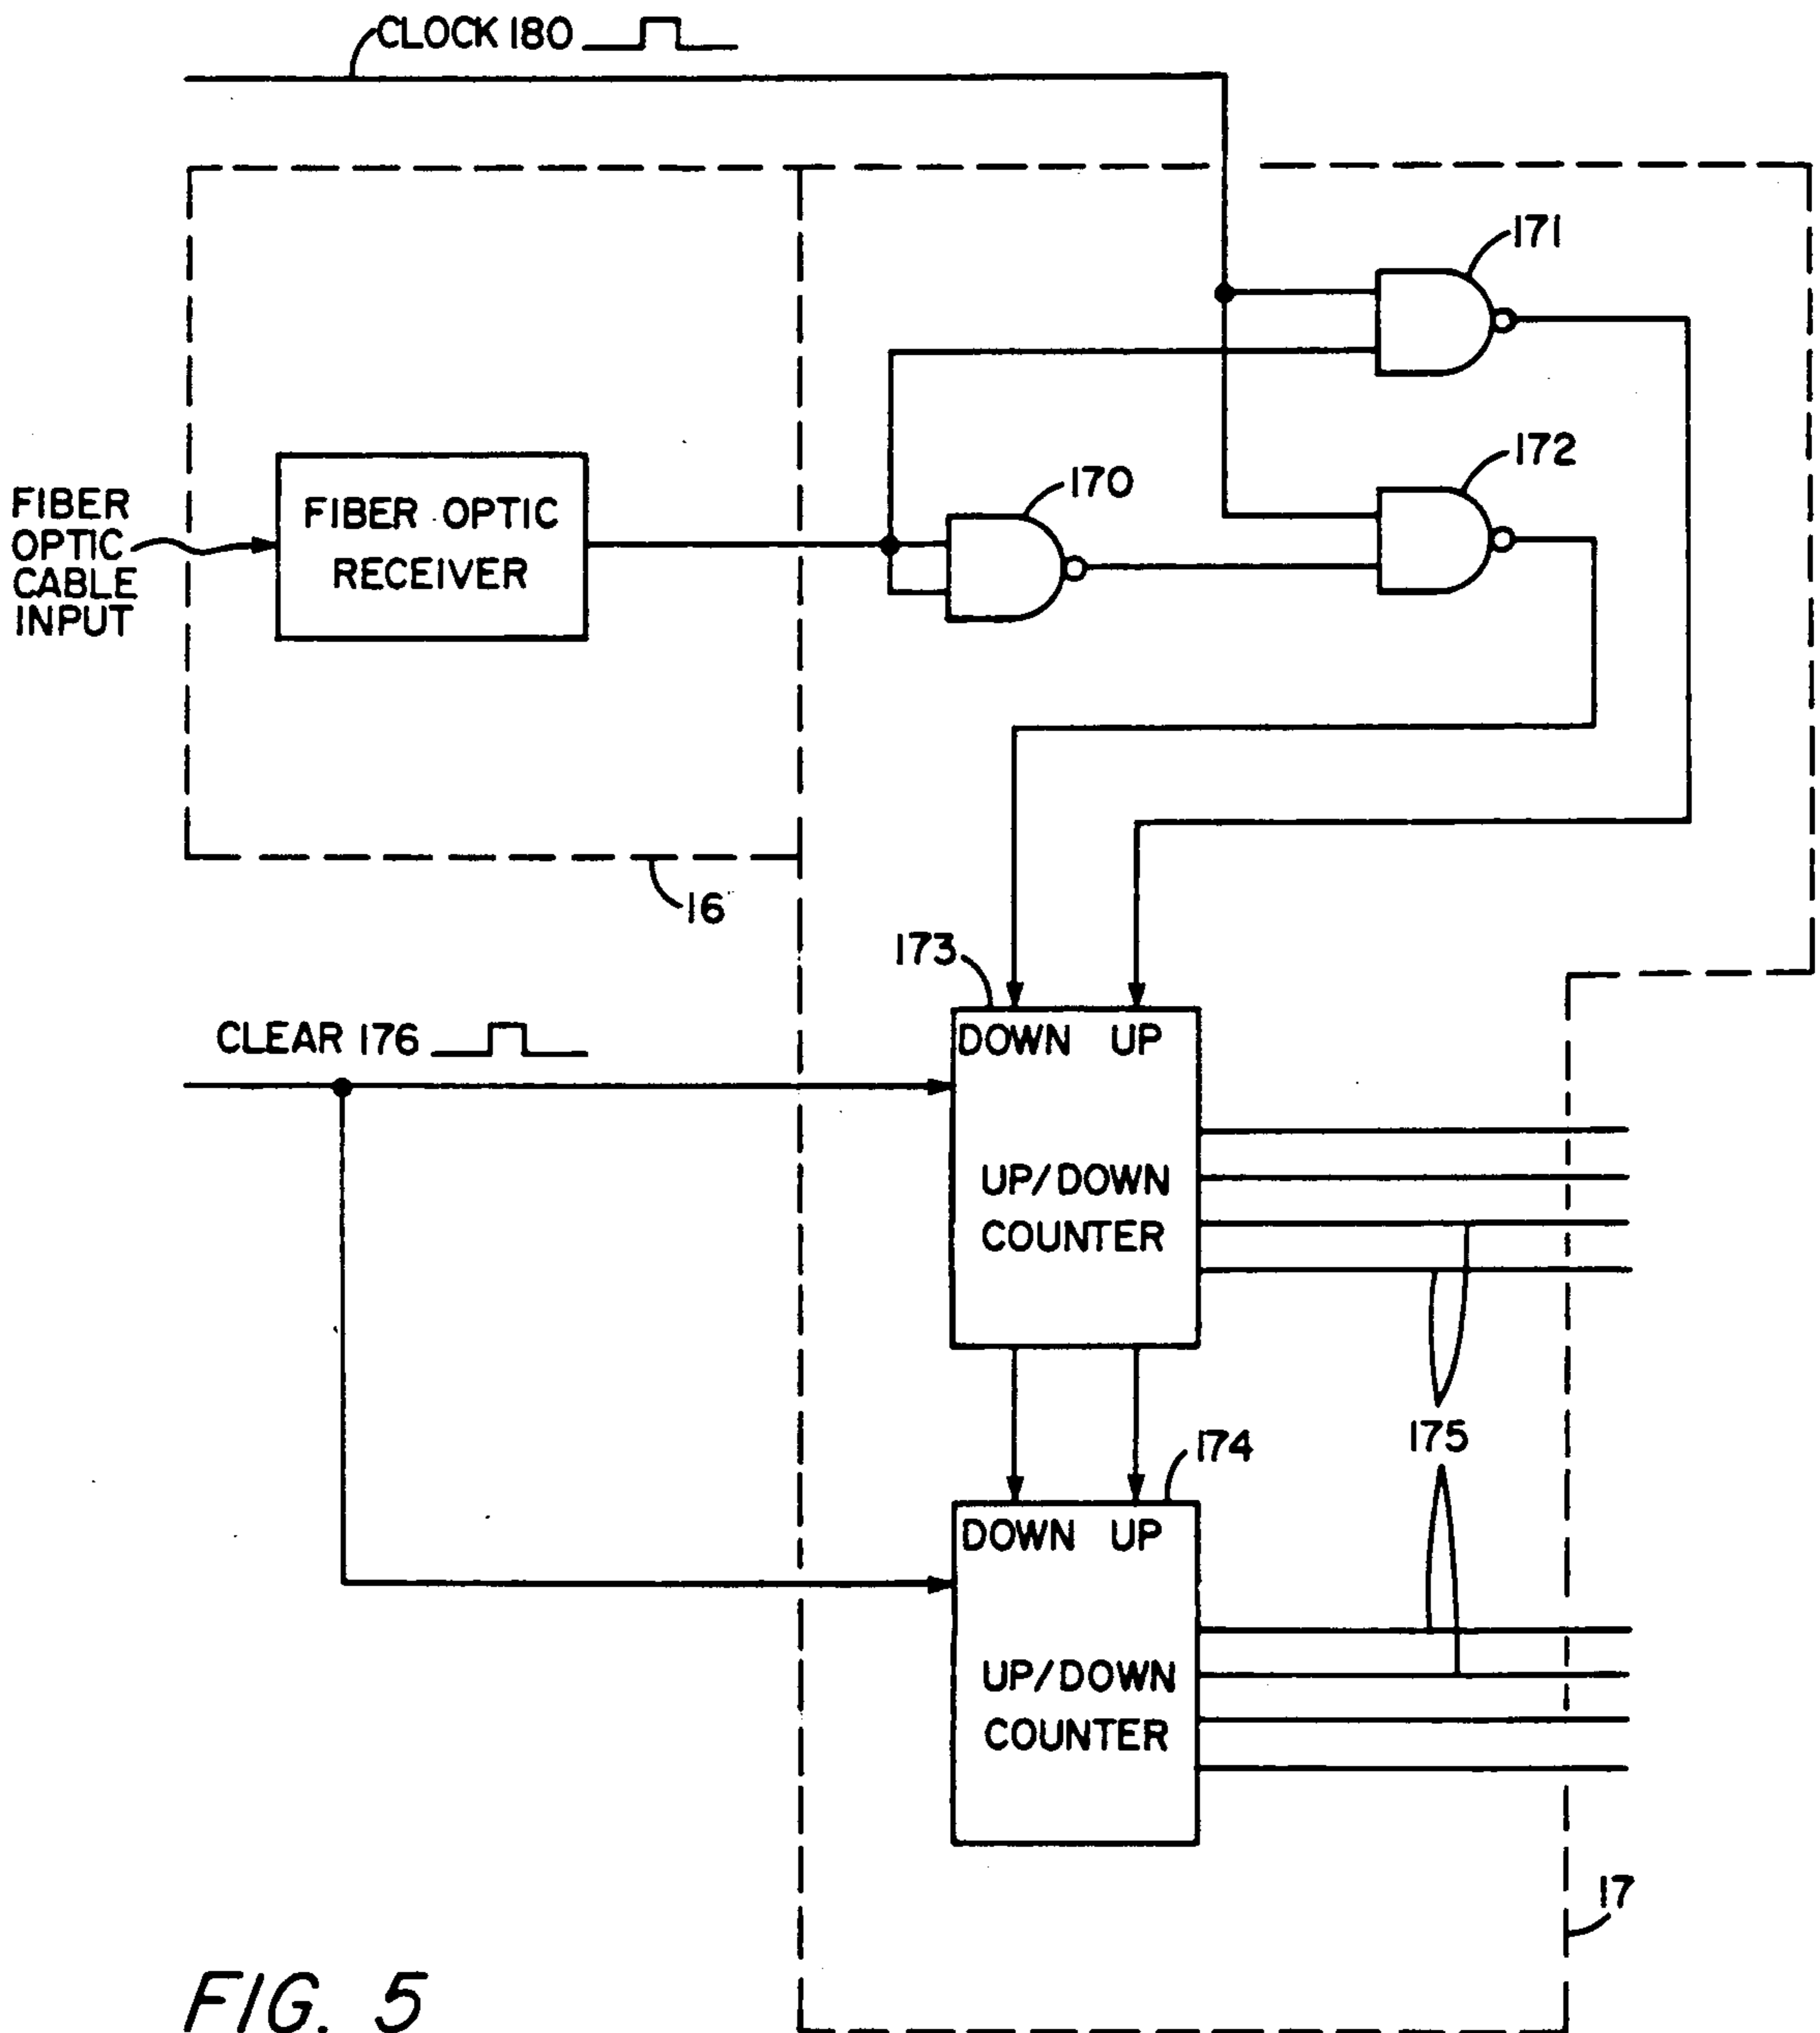 CLOCK 180
171
172
170
FIBER
OPTIC
CABLE
INPUT
FIBER OPTIC
RECEIVER
16
173
CLEAR 176
DOWN UP
UP/DOWN
COUNTER
175
174
DOWN UP
UP/DOWN
COUNTER
17
FIG. 5